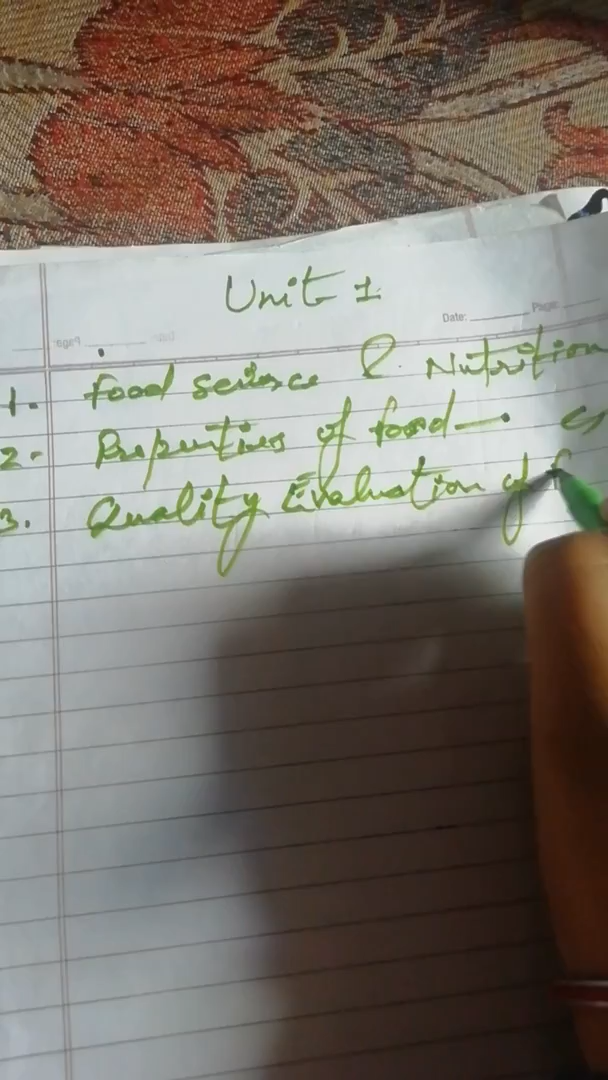 Unit 1
Date: Page:
1. food science & Nutrition
2. Properties of food
3. Quality Evaluation of f